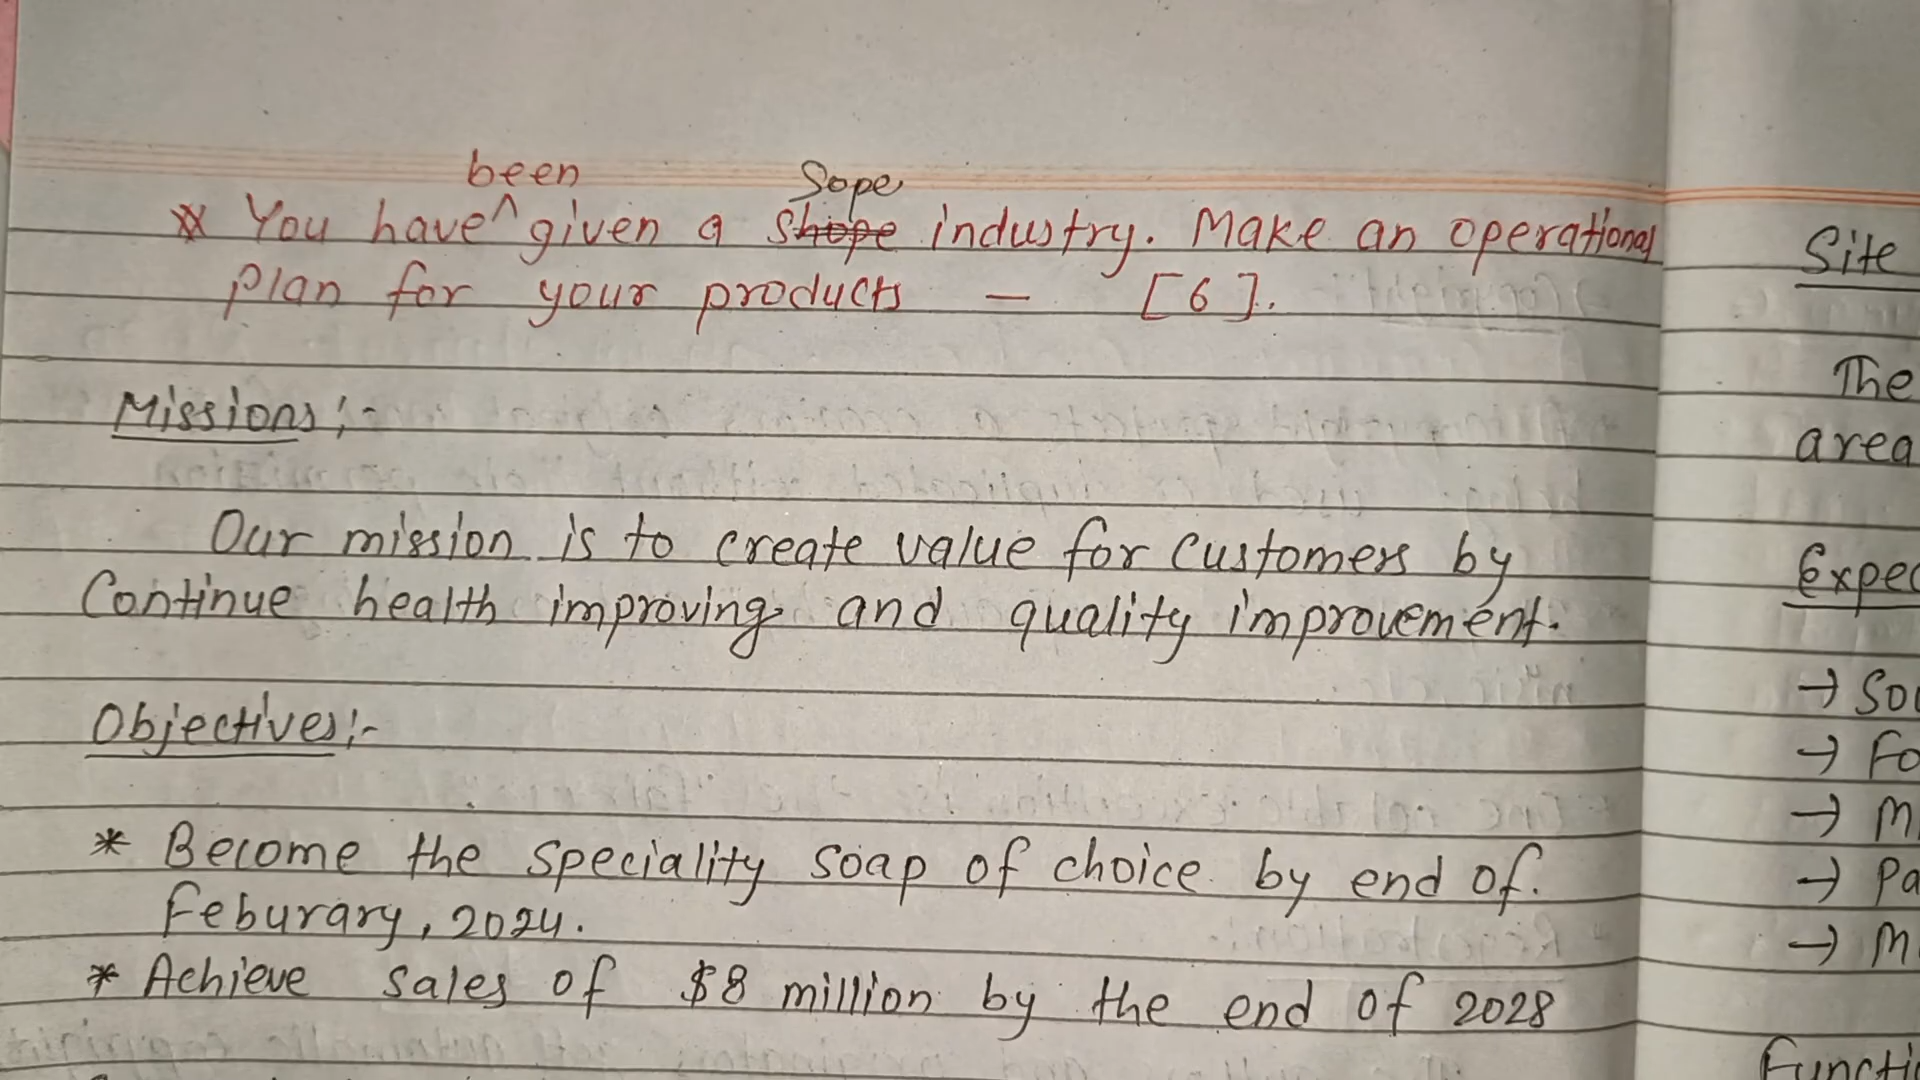 been Sope
* You have ^ given a Shope industry. Make an operational
plan for your products — [6].
Missions:-
Our mission is to create value for customers by
Continue health improving and quality improvement.
Objectives:-
* Become the speciality soap of choice by end of.
Feburary, 2024.
* Achieve sales of $8 million by the end of 2028
Site
The
area
Expec
→ Fo
→ M
→ Pa
→ M
Functi